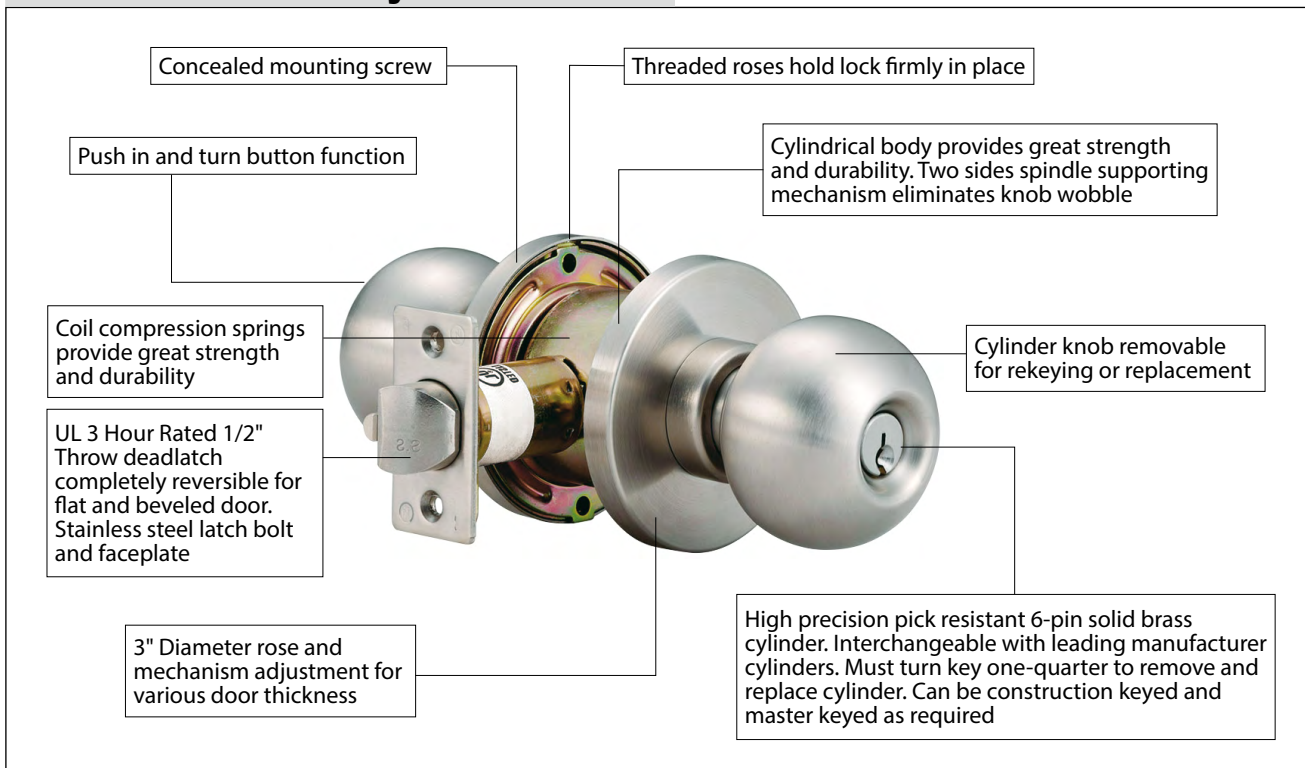 Concealed mounting screw
Threaded roses hold lock firmly in place
Push in and turn button function
Cylindrical body provides great strength
and durability. Two sides spindle supporting
mechanism eliminates knob wobble
Coil compression springs
provide great strength
and durability
Cylinder knob removable
for rekeying or replacement
UL 3 Hour Rated 1/2"
Throw deadlatch
completely reversible for
flat and beveled door.
Stainless steel latch bolt
and faceplate
S.S
3" Diameter rose and
mechanism adjustment for
various door thickness
High precision pick resistant 6-pin solid brass
cylinder. Interchangeable with leading manufacturer
cylinders. Must turn key one-quarter to remove and
replace cylinder. Can be construction keyed and
master keyed as required